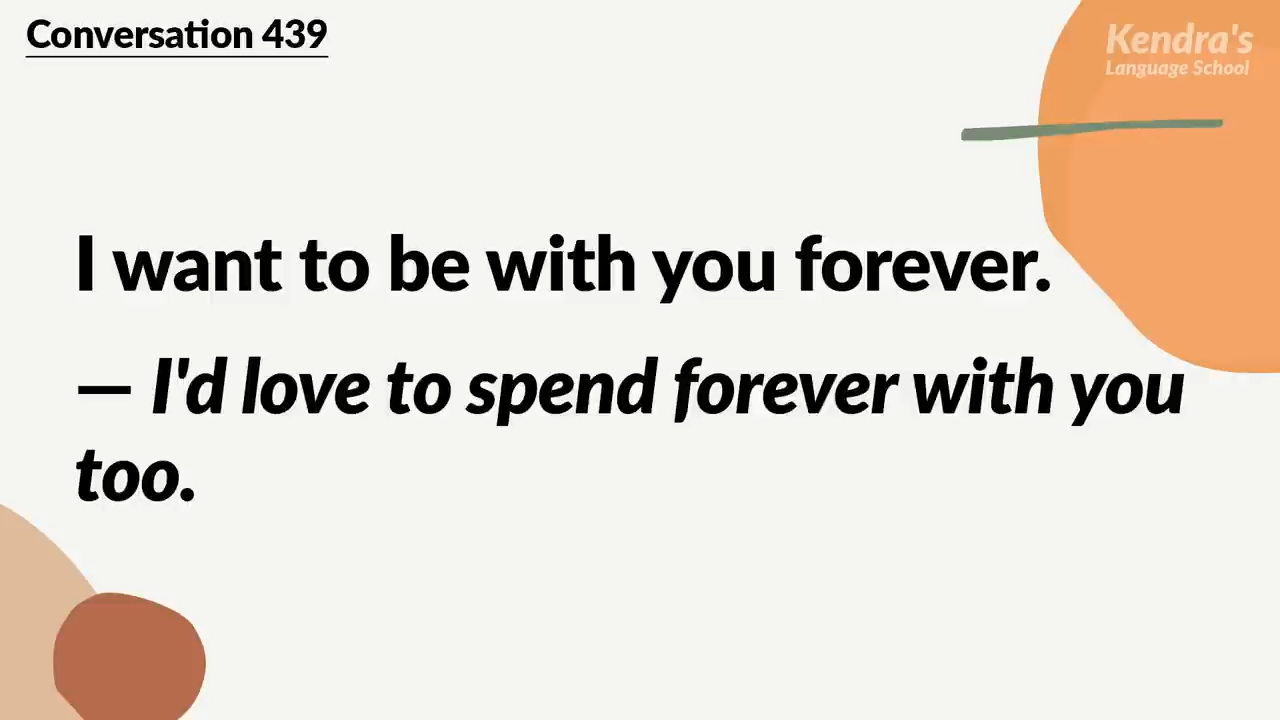 Conversation 439
Kendra's
Language School
I want to be with you forever.
— I'd love to spend forever with you
too.